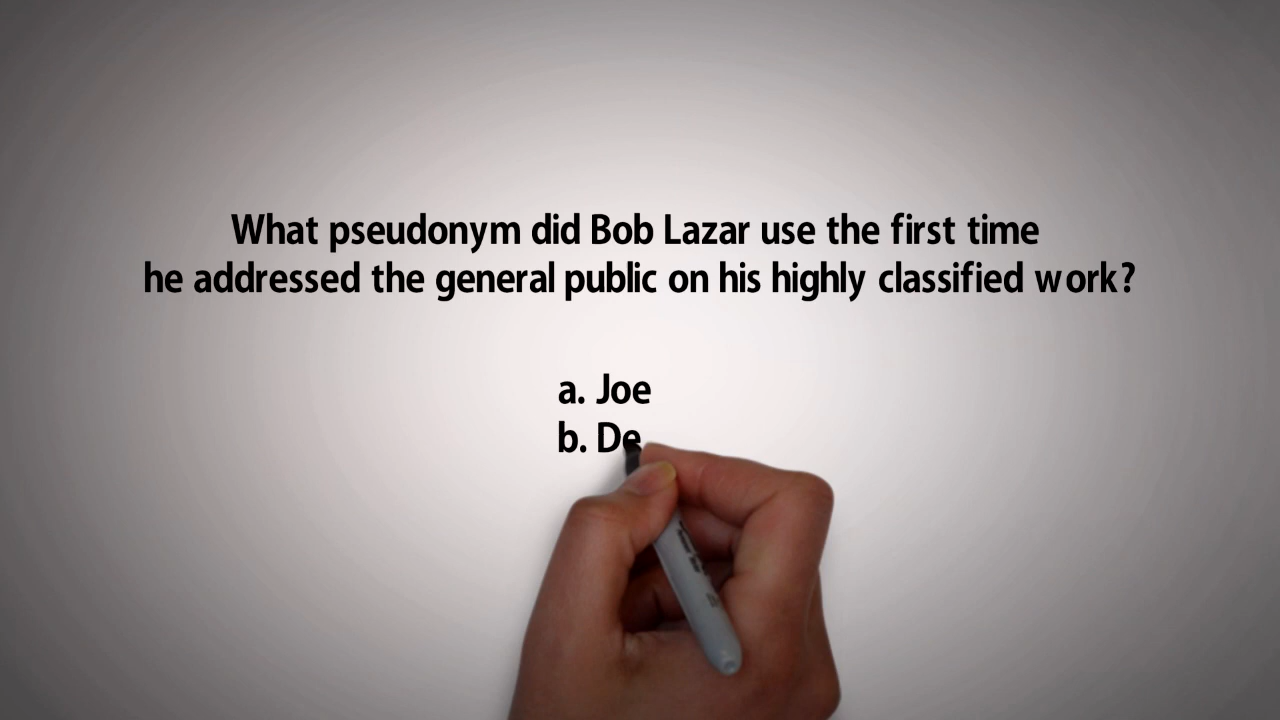 What pseudonym did Bob Lazar use the first time
he addressed the general public on his highly classified work?
a. Joe
b. De